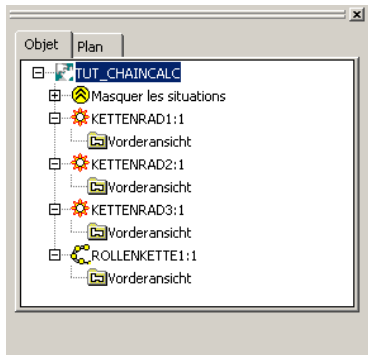 Objet Plan
TUT_CHAINCALC
Masquer les situations
KETTENRAD1:1
Vorderansicht
KETTENRAD2:1
Vorderansicht
KETTENRAD3:1
Vorderansicht
ROLLENKETTE1:1
Vorderansicht